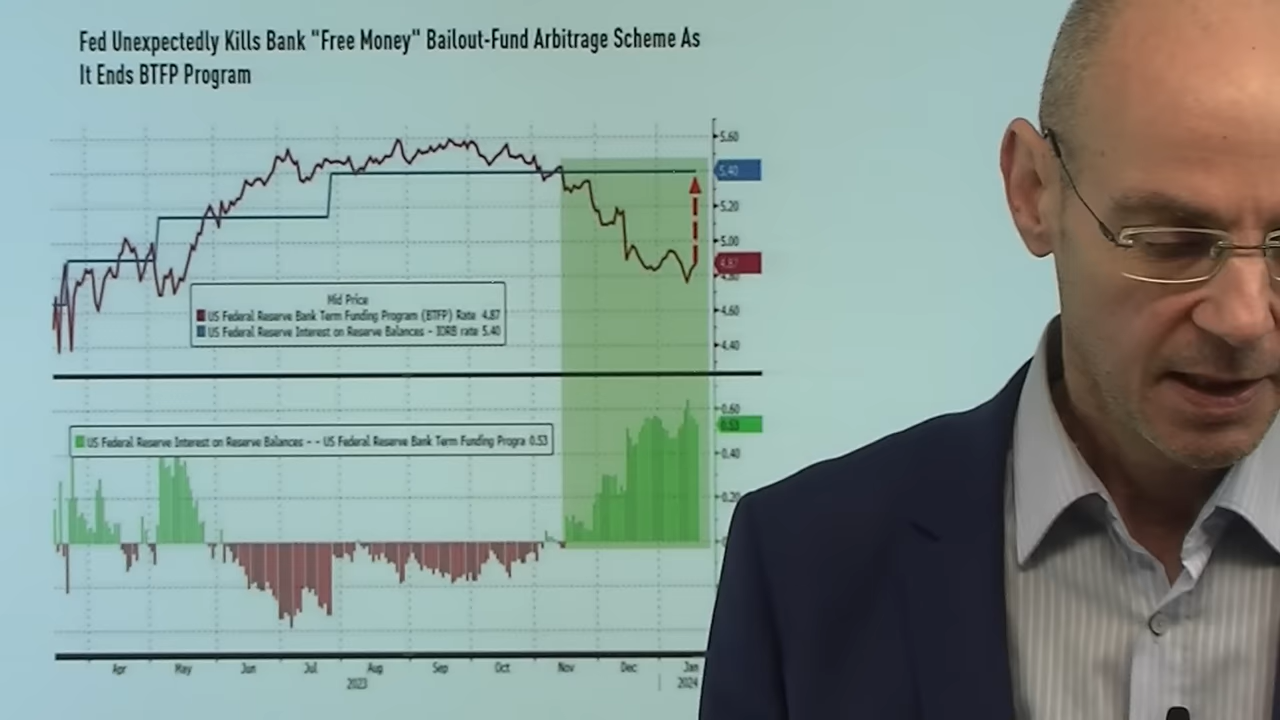 Fed Unexpectedly Kills Bank "Free Money" Bailout-Fund Arbitrage Scheme As
It Ends BTFP Program
5.60
5.40
5.20
5.00
4.87
4.80
4.60
4.40
Mid Price
US Federal Reserve Bank Term Funding Program (BTFP) Rate 4.87
US Federal Reserve Interest on Reserve Balances - IORB rate 5.40
0.60
0.53
0.40
0.20
US Federal Reserve Interest on Reserve Balances - - US Federal Reserve Bank Term Funding Progra 0.53
Apr May Jun Jul Aug Sep Oct Nov Dec Jan
2023 2024